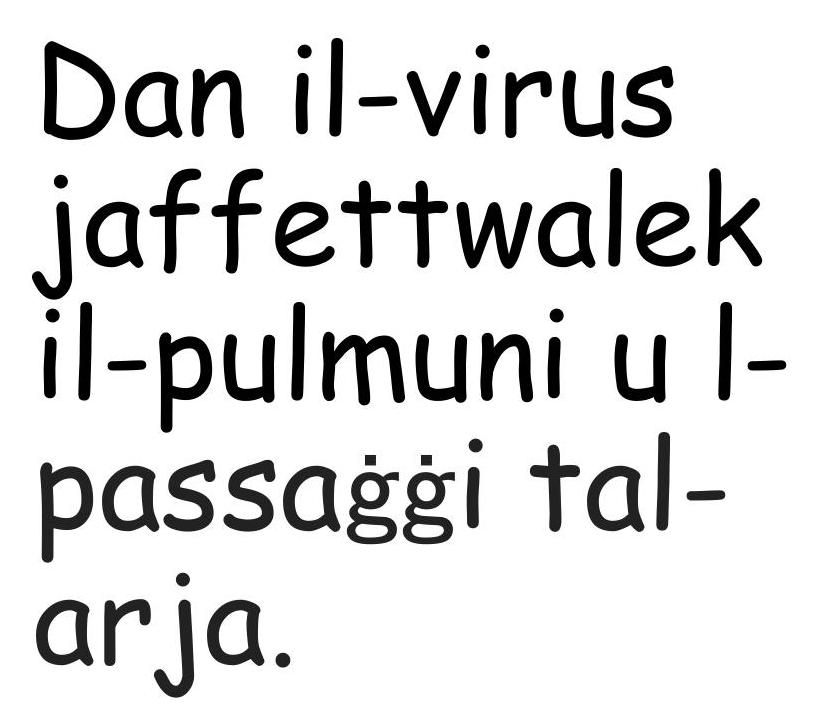 Dan il-virus
jaffettwalek
il-pulmuni u l-
passaġġi tal-
arja.